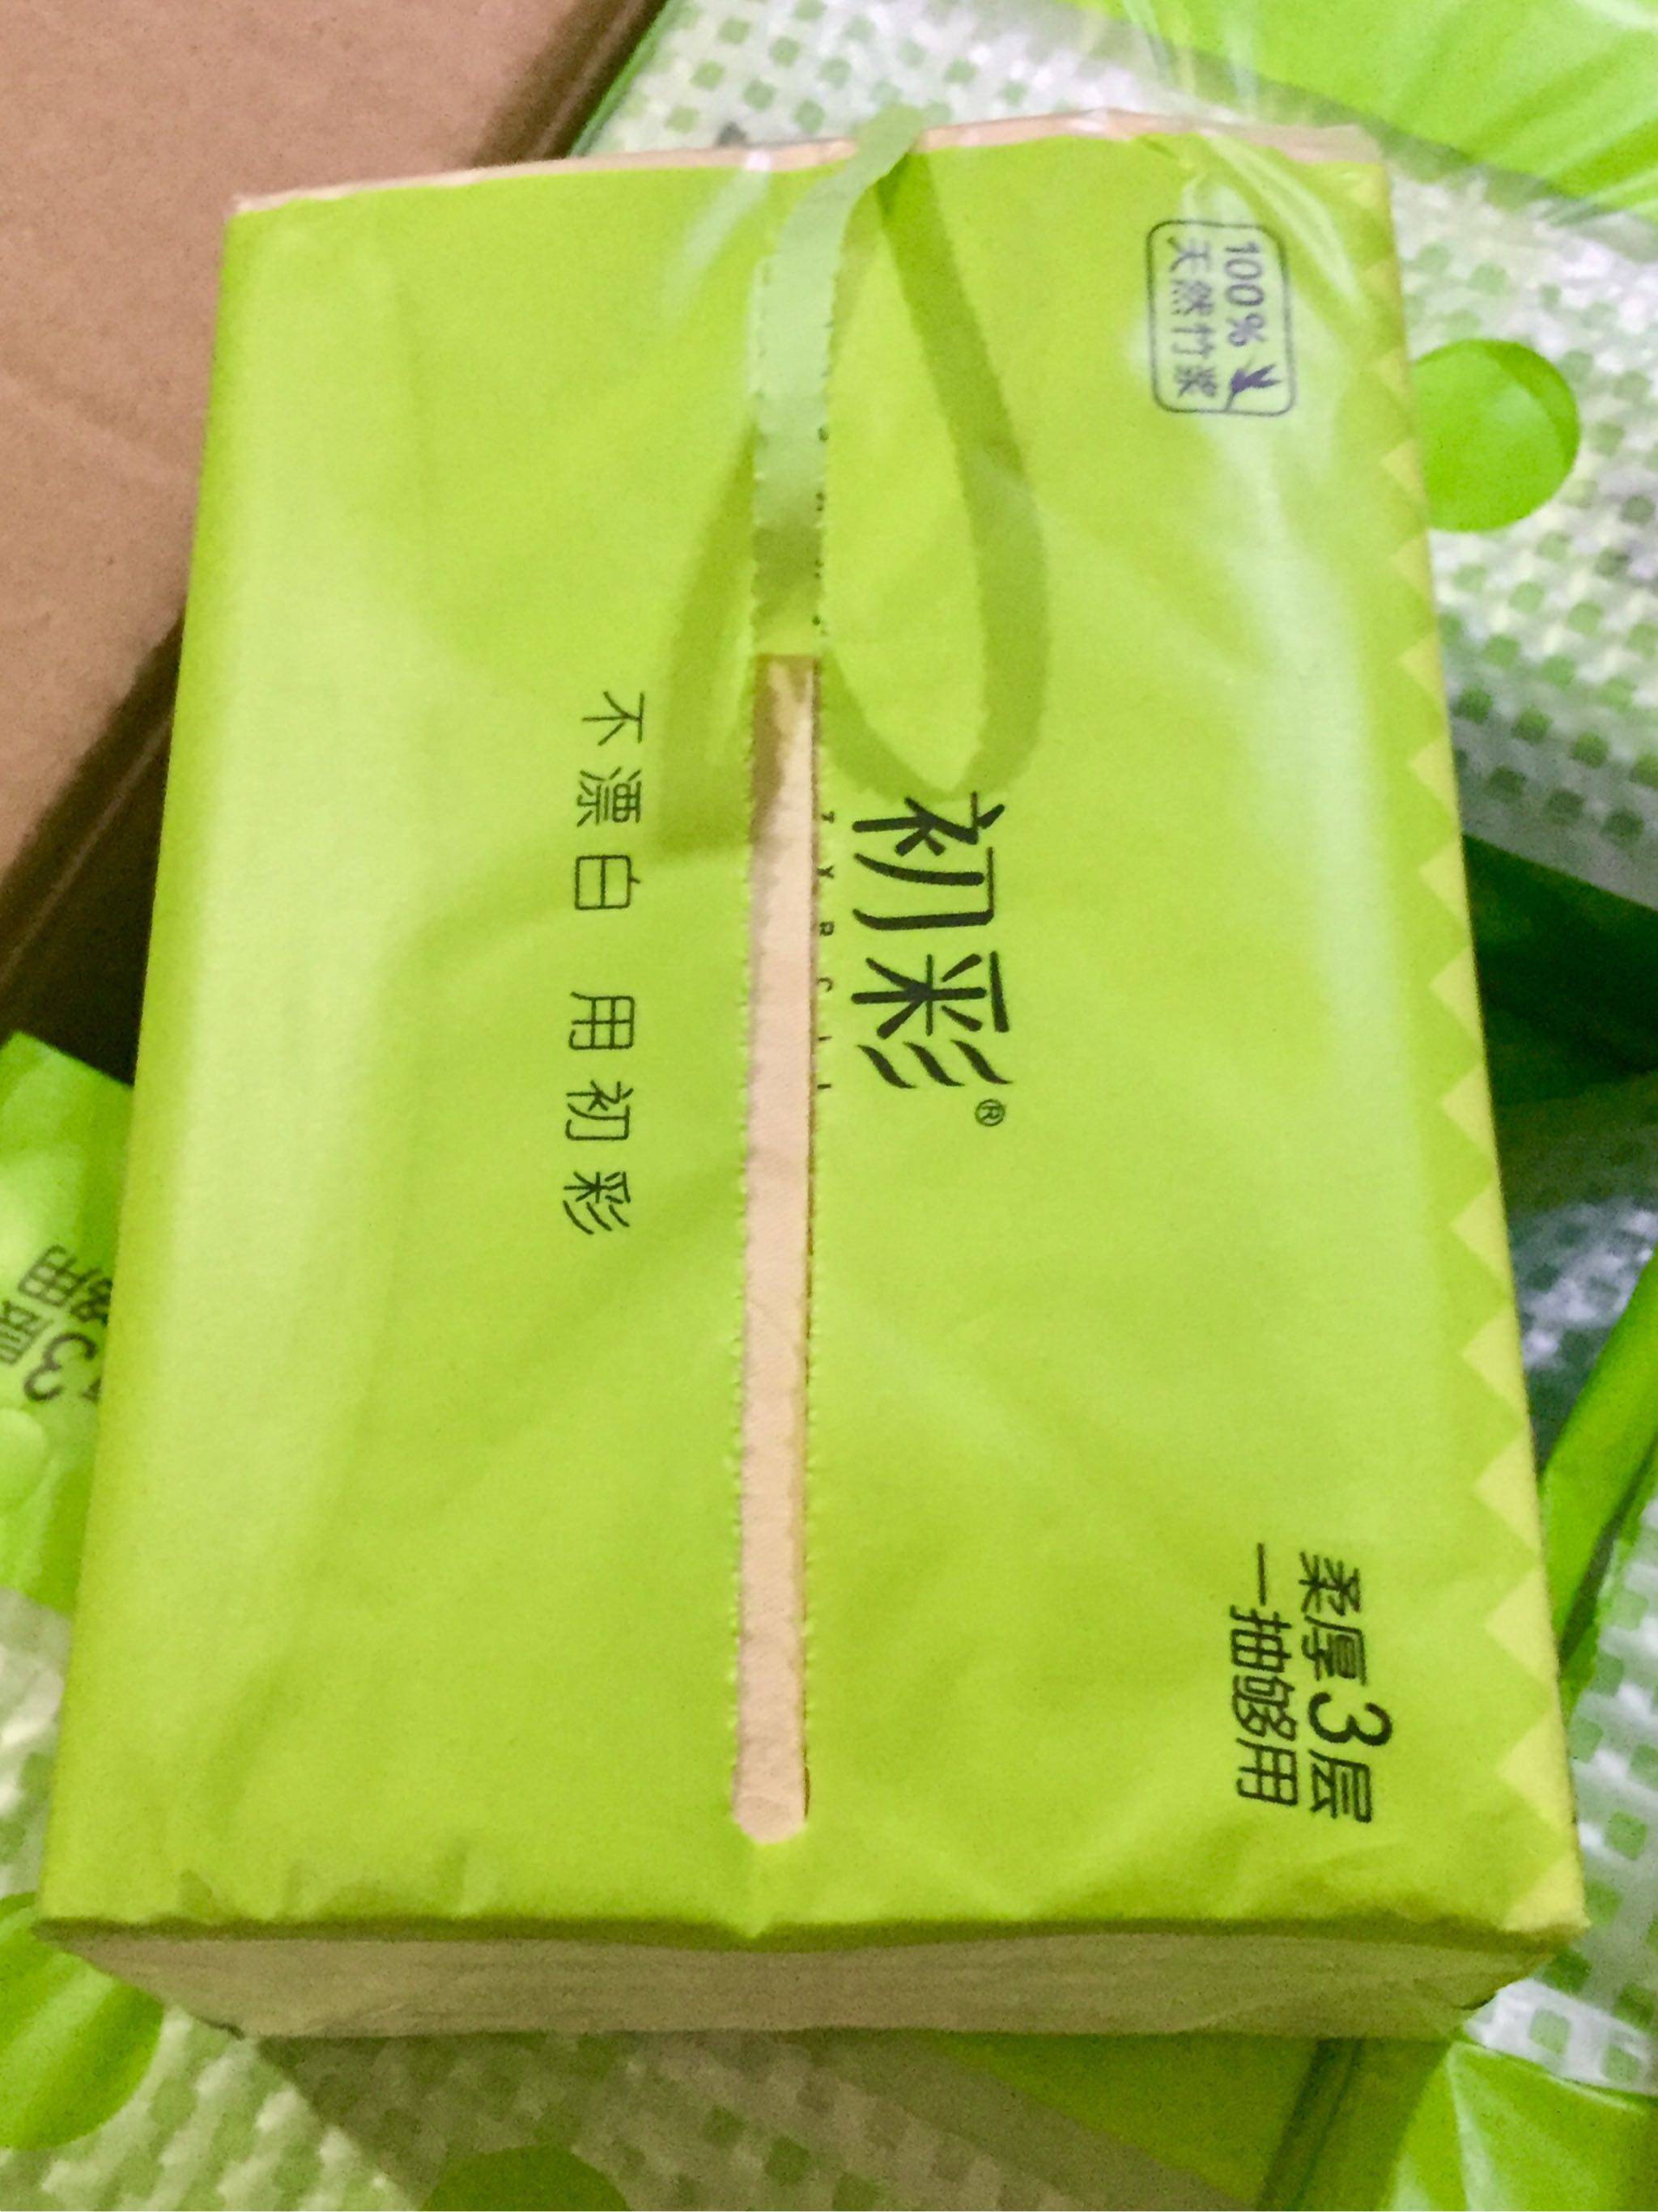 100%
天然竹浆
初彩®
不漂白 用初彩
柔厚3层
一抽够用